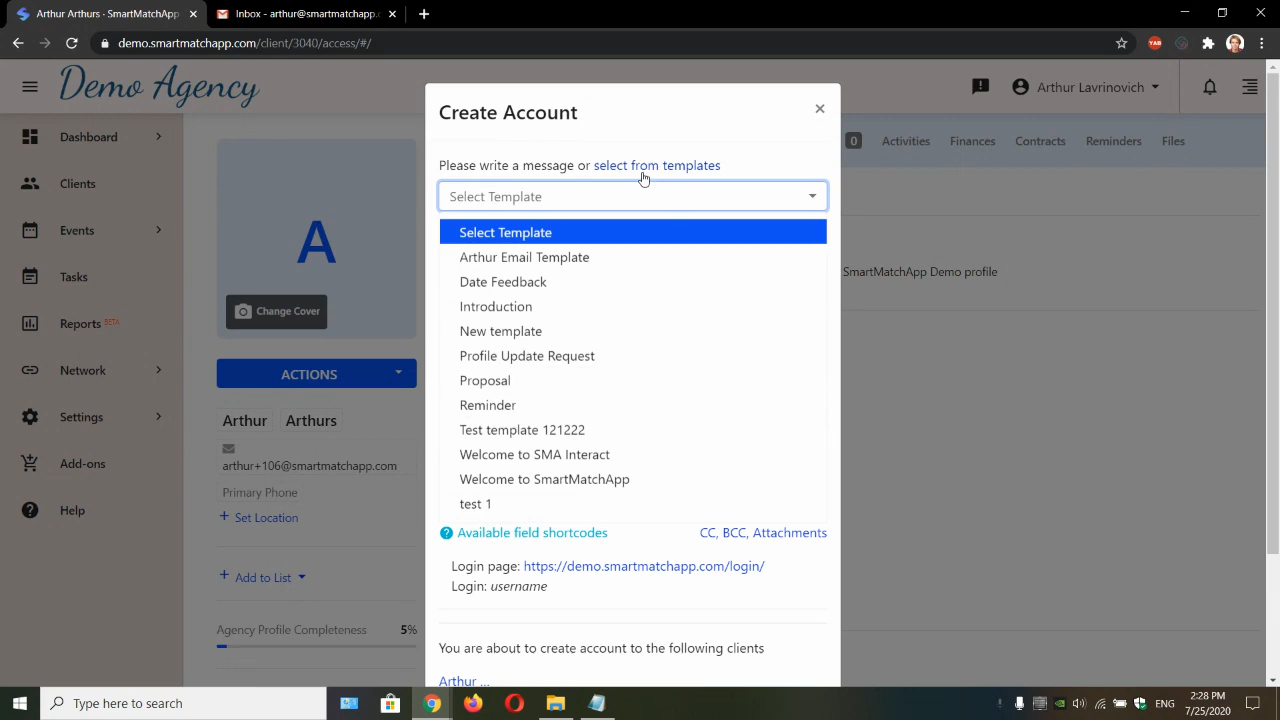 Arthur Arthurs - SmartMatchApp
Inbox - arthur@smartmatchapp.c
demo.smartmatchapp.com/client/3040/access/#/
YAB
Demo Agency
Arthur Lavrinovich
Create Account
0 Activities Finances Contracts Reminders Files
Dashboard
Clients
Events
Tasks
Reports BETA
Network
Settings
Add-ons
Help
A
Change Cover
ACTIONS
Arthur Arthurs
arthur+106@smartmatchapp.com
Primary Phone
+ Set Location
+ Add to List
Agency Profile Completeness 5%
Please write a message or select from templates
Select Template
Select Template
Arthur Email Template
Date Feedback
Introduction
New template
Profile Update Request
Proposal
Reminder
Test template 121222
Welcome to SMA Interact
Welcome to SmartMatchApp
test 1
? Available field shortcodes CC, BCC, Attachments
Login page: https://demo.smartmatchapp.com/login/
Login: username
You are about to create account to the following clients
Arthur ...
SmartMatchApp Demo profile
Type here to search
ENG
2:28 PM
7/25/2020